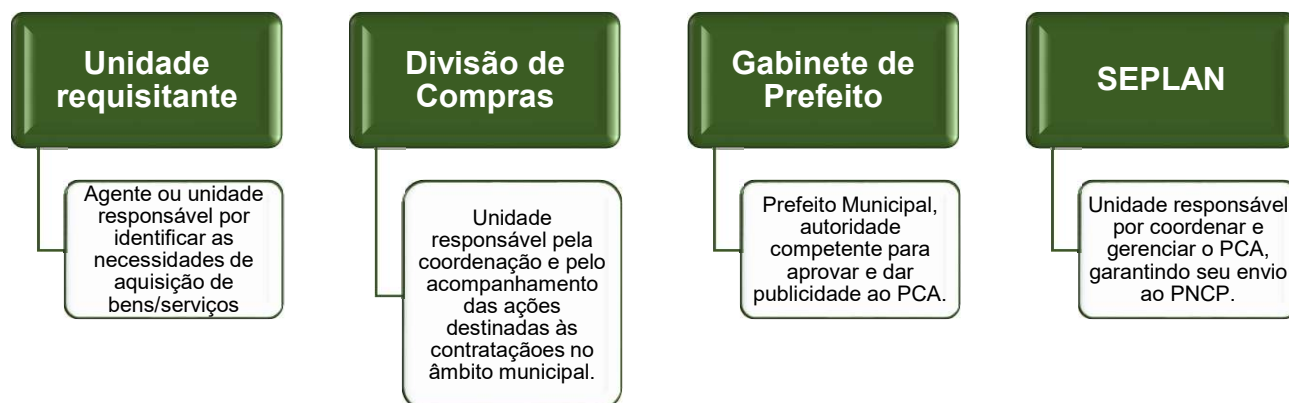 Unidade
requisitante
Agente ou unidade
responsável por
identificar as
necessidades de
aquisição de
bens/serviços
Divisão de
Compras
Unidade
responsável pela
coordenação e pelo
acompanhamento
das ações
destinadas às
contrataçãoes no
âmbito municipal.
Gabinete de
Prefeito
Prefeito Municipal,
autoridade
competente para
aprovar e dar
publicidade ao PCA.
SEPLAN
Unidade responsável
por coordenar e
gerenciar o PCA,
garantindo seu envio
ao PNCP.